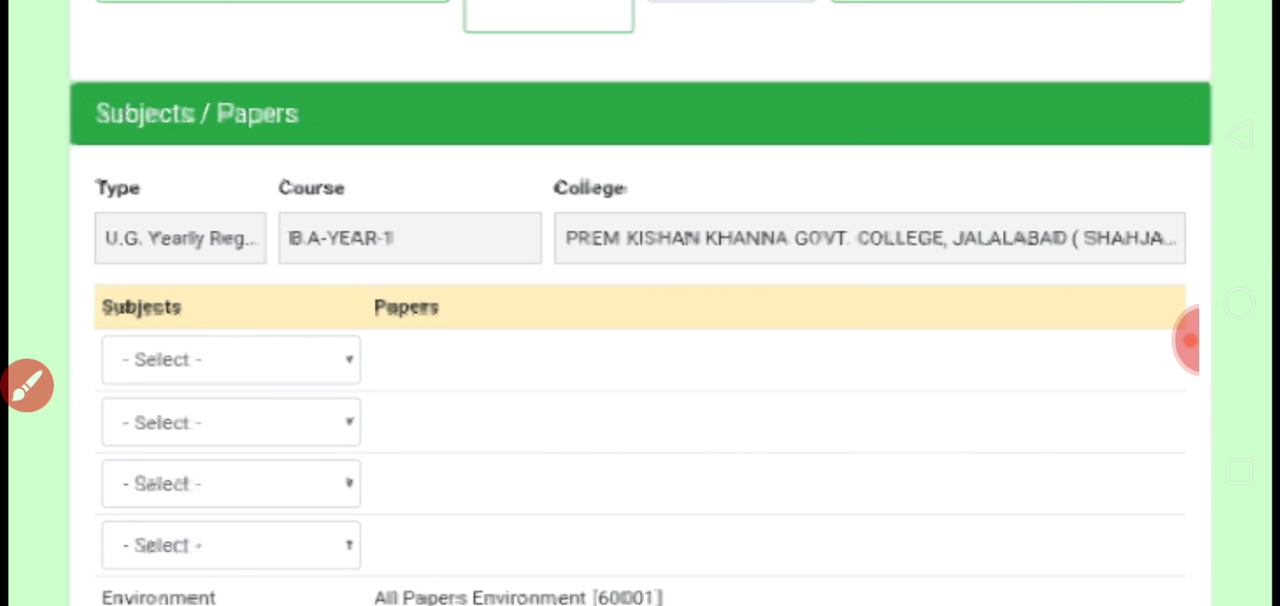 Subjects / Papers
Type Course College
U.G. Yearly Reg... B.A-YEAR-1 PREM KISHAN KHANNA GOVT. COLLEGE, JALALABAD ( SHAHJA...
Subjects Papers
- Select -
- Select -
- Select -
- Select -
Environment All Papers Environment [60001]